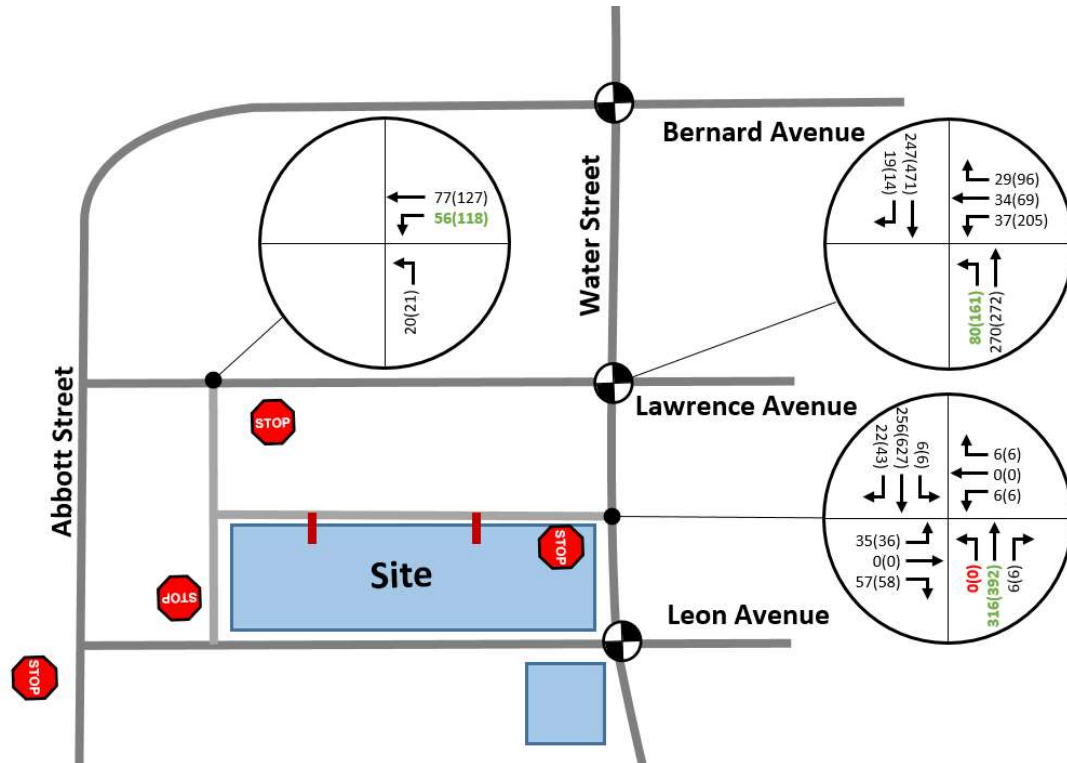 Bernard Avenue
Water Street
77(127)
56(118)
20(21)
247(471)
19(14)
29(96)
34(69)
37(205)
80(161)
270(272)
Abbott Street
Lawrence Avenue
STOP
256(627)
22(43)
6(6)
6(6)
0(0)
6(6)
35(36)
0(0)
57(58)
0(0)
316(392)
6(6)
STOP
Site
STOP
Leon Avenue
STOP